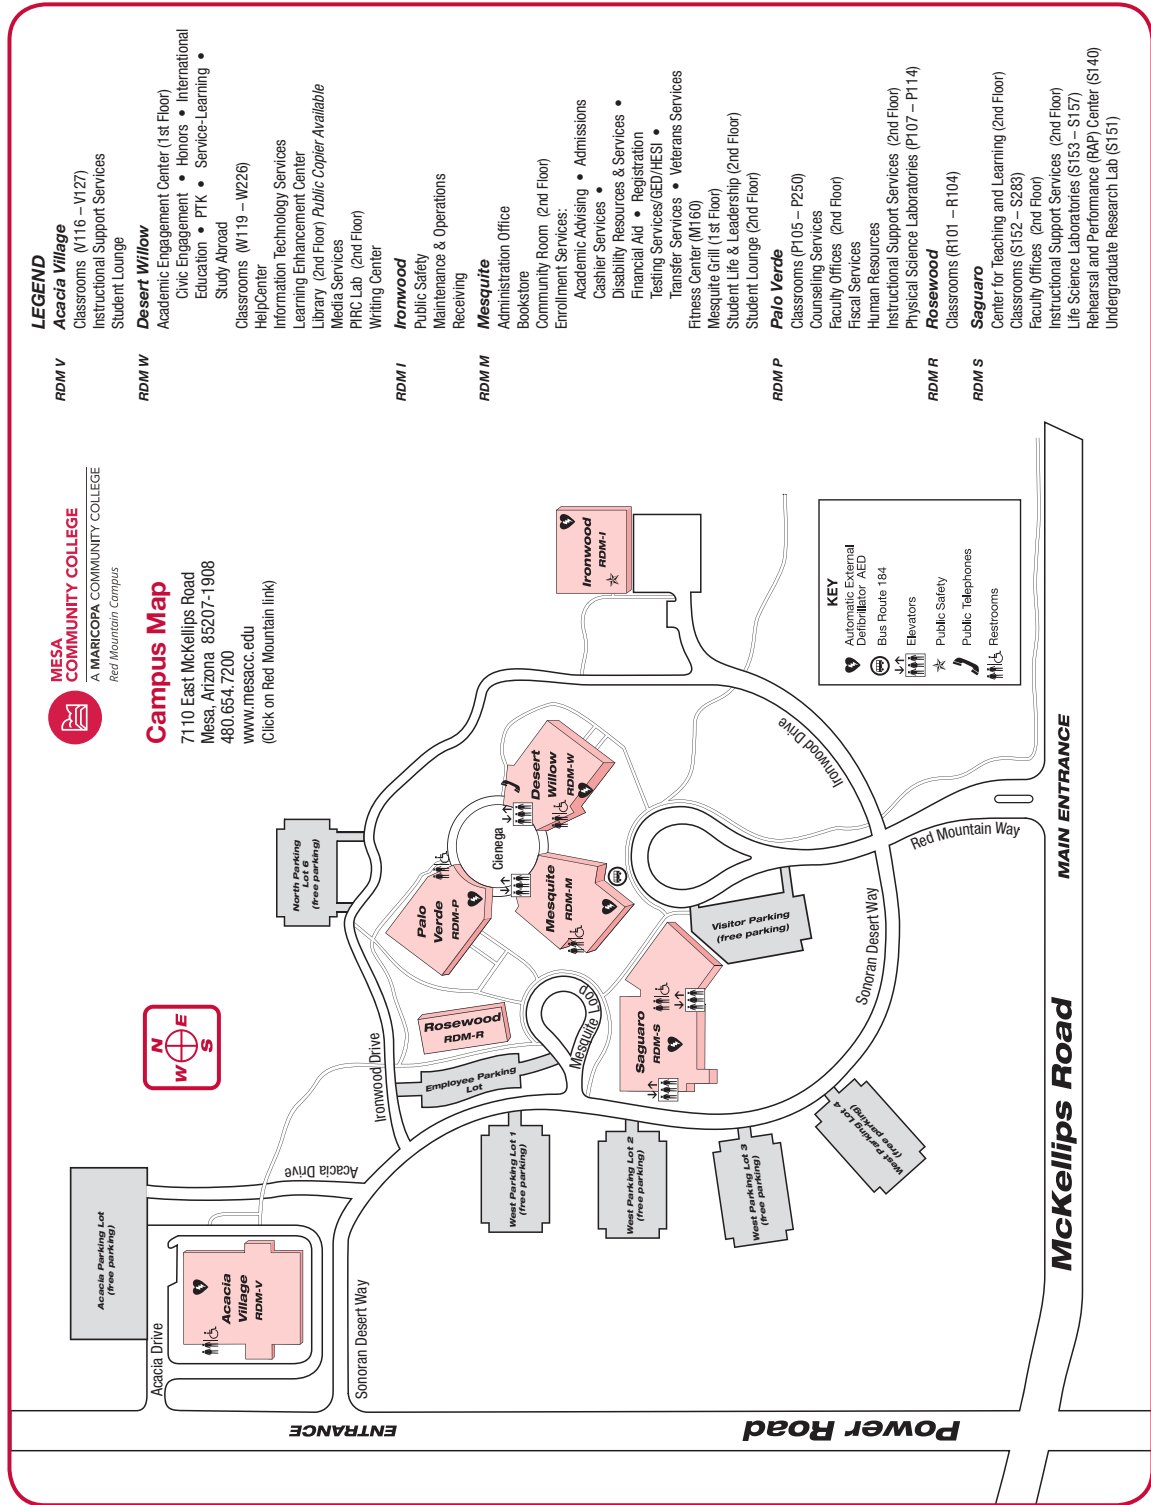 MESA
COMMUNITY COLLEGE
A MARICOPA COMMUNITY COLLEGE
Red Mountain Campus
Campus Map
7110 East McKellips Road
Mesa, Arizona 85207-1908
480.654.7200
www.mesacc.edu
(Click on Red Mountain link)
LEGEND
RDM V Acacia Village
Classrooms (V116 – V127)
Instructional Support Services
Student Lounge
RDM W Desert Willow
Academic Engagement Center (1st Floor)
Civic Engagement • Honors • International
Education • PTK • Service-Learning •
Study Abroad
Classrooms (W119 – W226)
HelpCenter
Information Technology Services
Learning Enhancement Center
Library (2nd Floor) Public Copier Available
Media Services
PIRC Lab (2nd Floor)
Writing Center
RDM I Ironwood
Public Safety
Maintenance & Operations
Receiving
RDM M Mesquite
Administration Office
Bookstore
Community Room (2nd Floor)
Enrollment Services:
Academic Advising • Admissions
Cashier Services •
Disability Resources & Services •
Financial Aid • Registration
Testing Services/GED/HESI •
Transfer Services • Veterans Services
Fitness Center (M160)
Mesquite Grill (1st Floor)
Student Life & Leadership (2nd Floor)
Student Lounge (2nd Floor)
RDM P Palo Verde
Classrooms (P105 – P250)
Counseling Services
Faculty Offices (2nd Floor)
Fiscal Services
Human Resources
Instructional Support Services (2nd Floor)
Physical Science Laboratories (P107 – P114)
RDM R Rosewood
Classrooms (R101 – R104)
RDM S Saguaro
Center for Teaching and Learning (2nd Floor)
Classrooms (S152 – S283)
Faculty Offices (2nd Floor)
Instructional Support Services (2nd Floor)
Life Science Laboratories (S153 – S157)
Rehearsal and Performance (RAP) Center (S140)
Undergraduate Research Lab (S151)
N
W E
S
Acacia Parking Lot
(free parking)
Acacia Drive
Acacia
Village
RDM-V
Acacia Drive
Sonoran Desert Way
ENTRANCE
Power Road
Ironwood Drive
North Parking
Lot 6
(free parking)
Employee Parking
Lot
Rosewood
RDM-R
Palo
Verde
RDM-P
Cienega
Desert
Willow
RDM-W
Mesquite
RDM-M
Mesquite Loop
Saguaro
RDM-S
Visitor Parking
(free parking)
West Parking Lot 1
(free parking)
West Parking Lot 2
(free parking)
West Parking Lot 3
(free parking)
West Parking Lot 4
(free parking)
Sonoran Desert Way
Ironwood Drive
Red Mountain Way
Ironwood
RDM-I
KEY
Automatic External
Defibrillator AED
Bus Route 184
Elevators
Public Safety
Public Telephones
Restrooms
McKellips Road
MAIN ENTRANCE